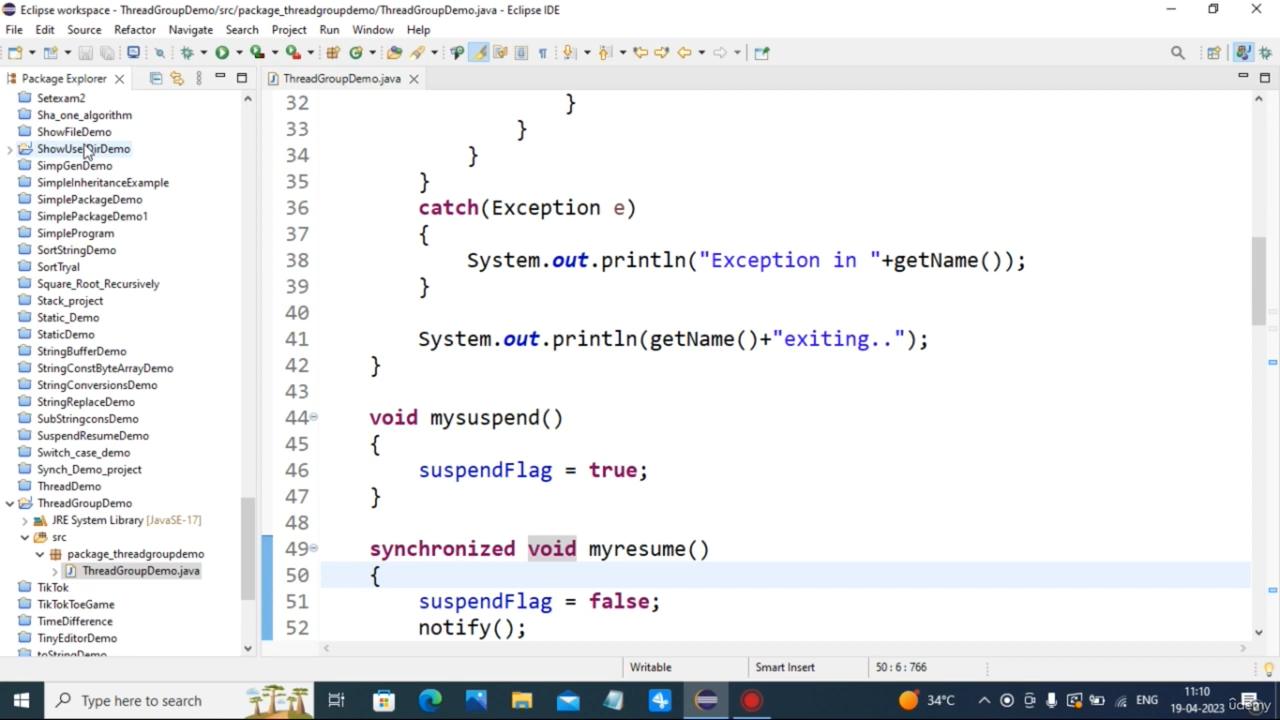 Eclipse workspace - ThreadGroupDemo/src/package_threadgroupdemo/ThreadGroupDemo.java - Eclipse IDE
File Edit Source Refactor Navigate Search Project Run Window Help
Package Explorer
Setexam2
Sha_one_algorithm
ShowFileDemo
SimpGenDemo
SimpleInheritanceExample
SimplePackageDemo
SimplePackageDemo1
SimpleProgram
SortStringDemo
SortTryal
Square_Root_Recursively
Stack_project
Static_Demo
StaticDemo
StringBufferDemo
StringConstByteArrayDemo
StringConversionsDemo
StringReplaceDemo
SubStringconsDemo
SuspendResumeDemo
Switch_case_demo
Synch_Demo_project
ThreadDemo
ThreadGroupDemo
JRE System Library [JavaSE-17]
src
package_threadgroupdemo
ThreadGroupDemo.java
TikTok
TikTokToeGame
TimeDifference
TinyEditorDemo
toStringDemo
ThreadGroupDemo.java
32 }
33 }
34 }
35 }
36 catch(Exception e)
37 {
38 System.out.println("Exception in "+getName());
39 }
40
41 System.out.println(getName()+"exiting..");
42 }
43
44 void mysuspend()
45 {
46 suspendFlag = true;
47 }
48
49 synchronized void myresume()
50 {
51 suspendFlag = false;
52 notify();
Writable Smart Insert 50 : 6 : 766
Type here to search
34°C
ENG
11:10
19-04-2023
udemy